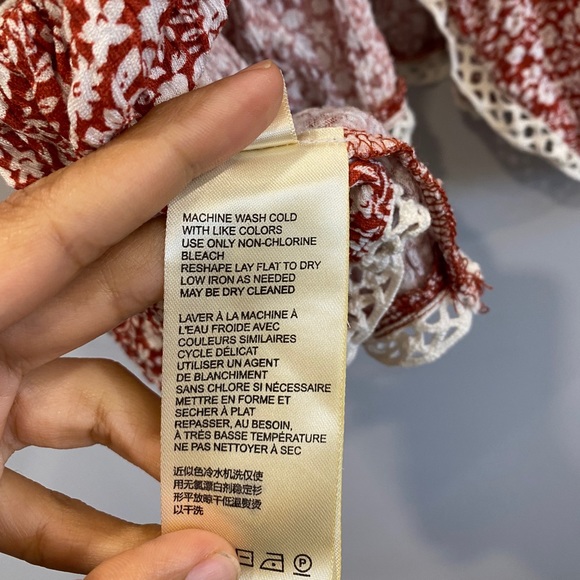 MACHINE WASH COLD
WITH LIKE COLORS
USE ONLY NON-CHLORINE
BLEACH
RESHAPE LAY FLAT TO DRY
LOW IRON AS NEEDED
MAY BE DRY CLEANED
LAVER À LA MACHINE À
L'EAU FROIDE AVEC
COULEURS SIMILAIRES
CYCLE DÉLICAT
UTILISER UN AGENT
DE BLANCHIMENT
SANS CHLORE SI NÉCESSAIRE
METTRE EN FORME ET
SECHER À PLAT
REPASSER, AU BESOIN,
À TRÈS BASSE TEMPÉRATURE
NE PAS NETTOYER À SEC
近似色冷水机洗仅使
用无氯漂白剂稳定衫
形平放晾干低温熨烫
以干洗
P